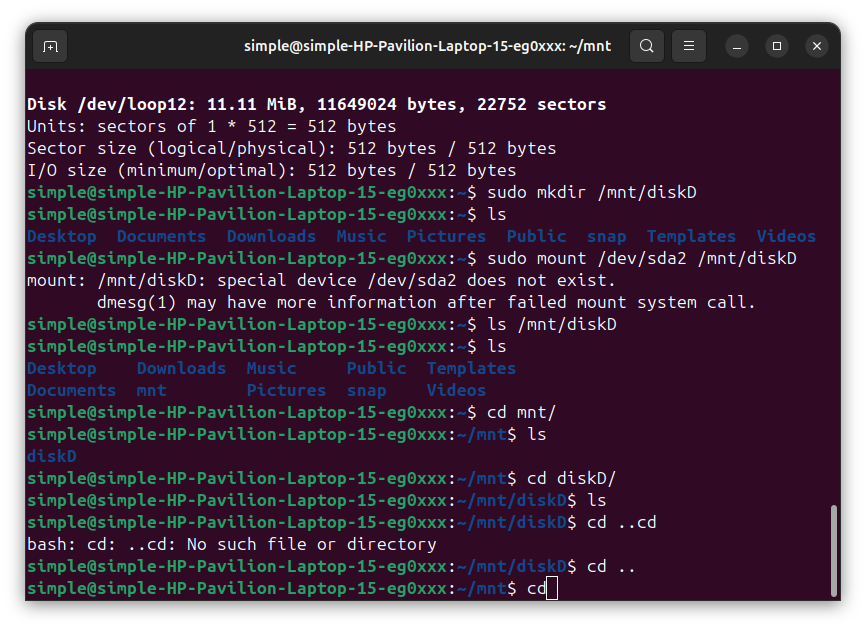 simple@simple-HP-Pavilion-Laptop-15-eg0xxx: ~/mnt
Disk /dev/loop12: 11.11 MiB, 11649024 bytes, 22752 sectors
Units: sectors of 1 * 512 = 512 bytes
Sector size (logical/physical): 512 bytes / 512 bytes
I/O size (minimum/optimal): 512 bytes / 512 bytes
simple@simple-HP-Pavilion-Laptop-15-eg0xxx:~$ sudo mkdir /mnt/diskD
simple@simple-HP-Pavilion-Laptop-15-eg0xxx:~$ ls
Desktop  Documents  Downloads  Music  Pictures  Public  snap  Templates  Videos
simple@simple-HP-Pavilion-Laptop-15-eg0xxx:~$ sudo mount /dev/sda2 /mnt/diskD
mount: /mnt/diskD: special device /dev/sda2 does not exist.
       dmesg(1) may have more information after failed mount system call.
simple@simple-HP-Pavilion-Laptop-15-eg0xxx:~$ ls /mnt/diskD
simple@simple-HP-Pavilion-Laptop-15-eg0xxx:~$ ls
Desktop    Downloads  Music     Public  Templates
Documents  mnt        Pictures  snap    Videos
simple@simple-HP-Pavilion-Laptop-15-eg0xxx:~$ cd mnt/
simple@simple-HP-Pavilion-Laptop-15-eg0xxx:~/mnt$ ls
diskD
simple@simple-HP-Pavilion-Laptop-15-eg0xxx:~/mnt$ cd diskD/
simple@simple-HP-Pavilion-Laptop-15-eg0xxx:~/mnt/diskD$ ls
simple@simple-HP-Pavilion-Laptop-15-eg0xxx:~/mnt/diskD$ cd ..cd
bash: cd: ..cd: No such file or directory
simple@simple-HP-Pavilion-Laptop-15-eg0xxx:~/mnt/diskD$ cd ..
simple@simple-HP-Pavilion-Laptop-15-eg0xxx:~/mnt$ cd